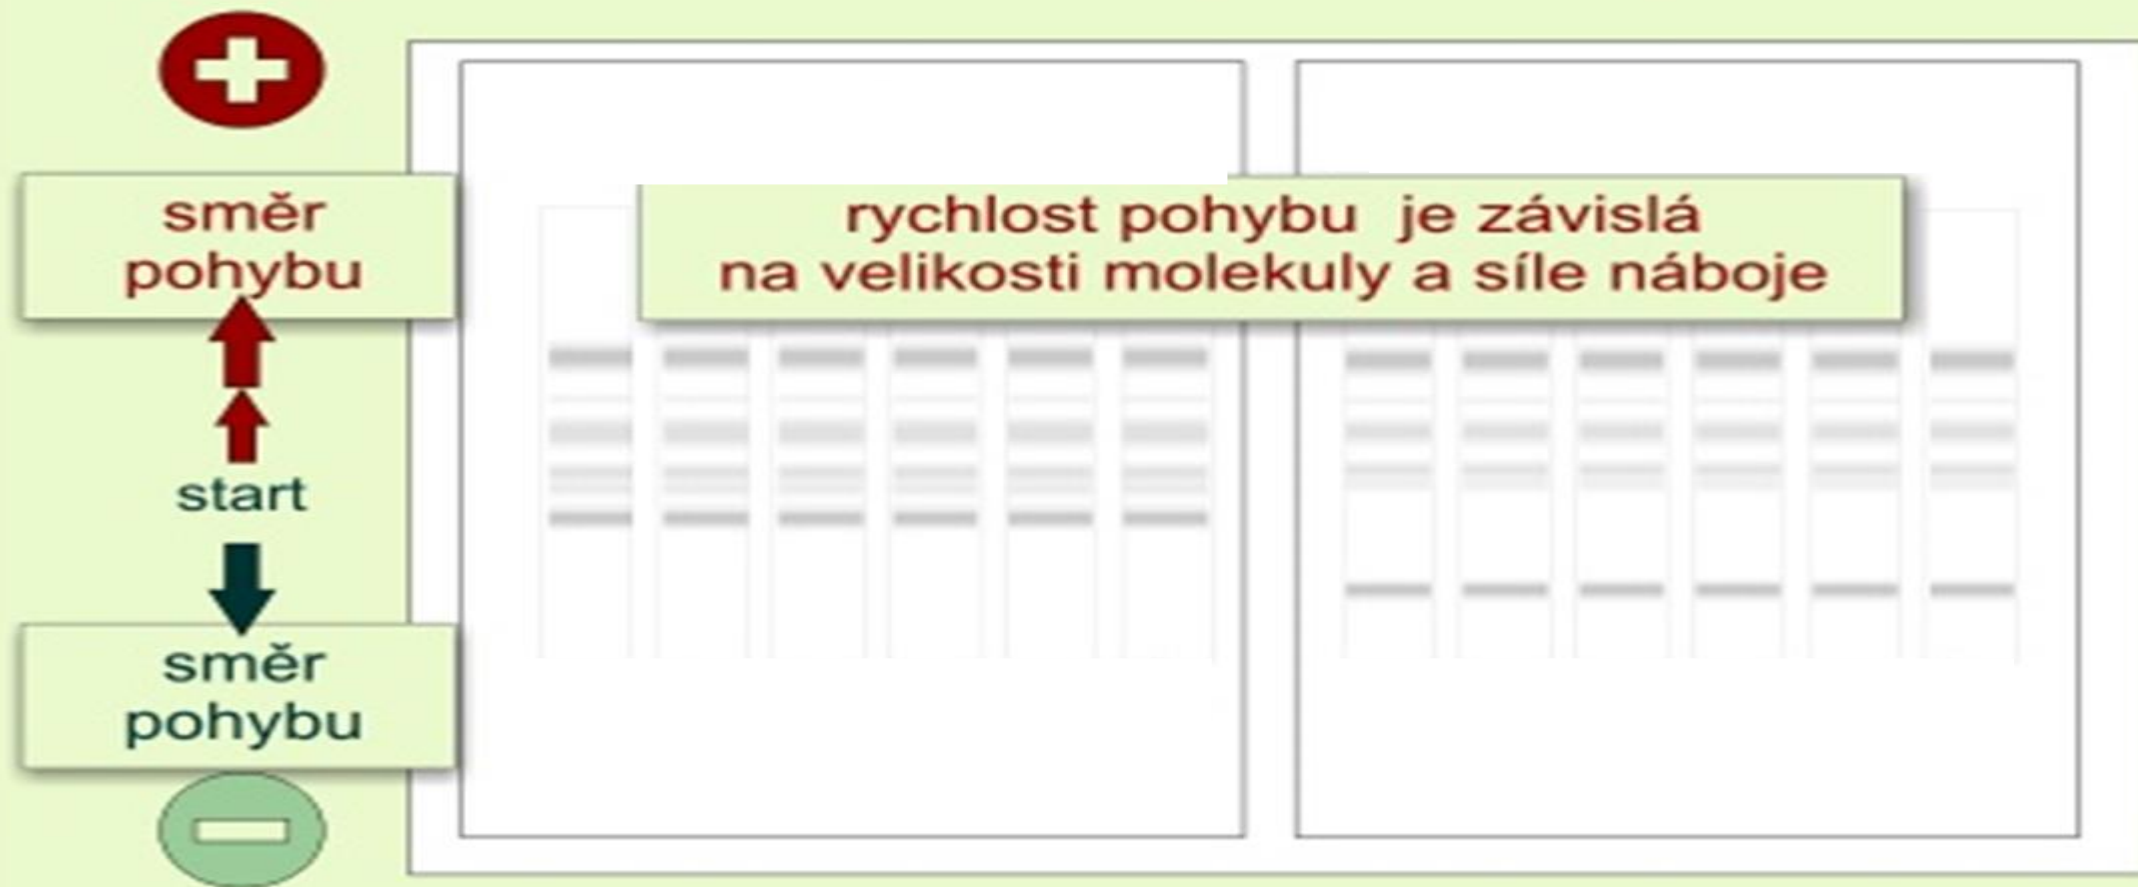 směr
pohybu
rychlost pohybu je závislá
na velikosti molekuly a síle náboje
start
směr
pohybu